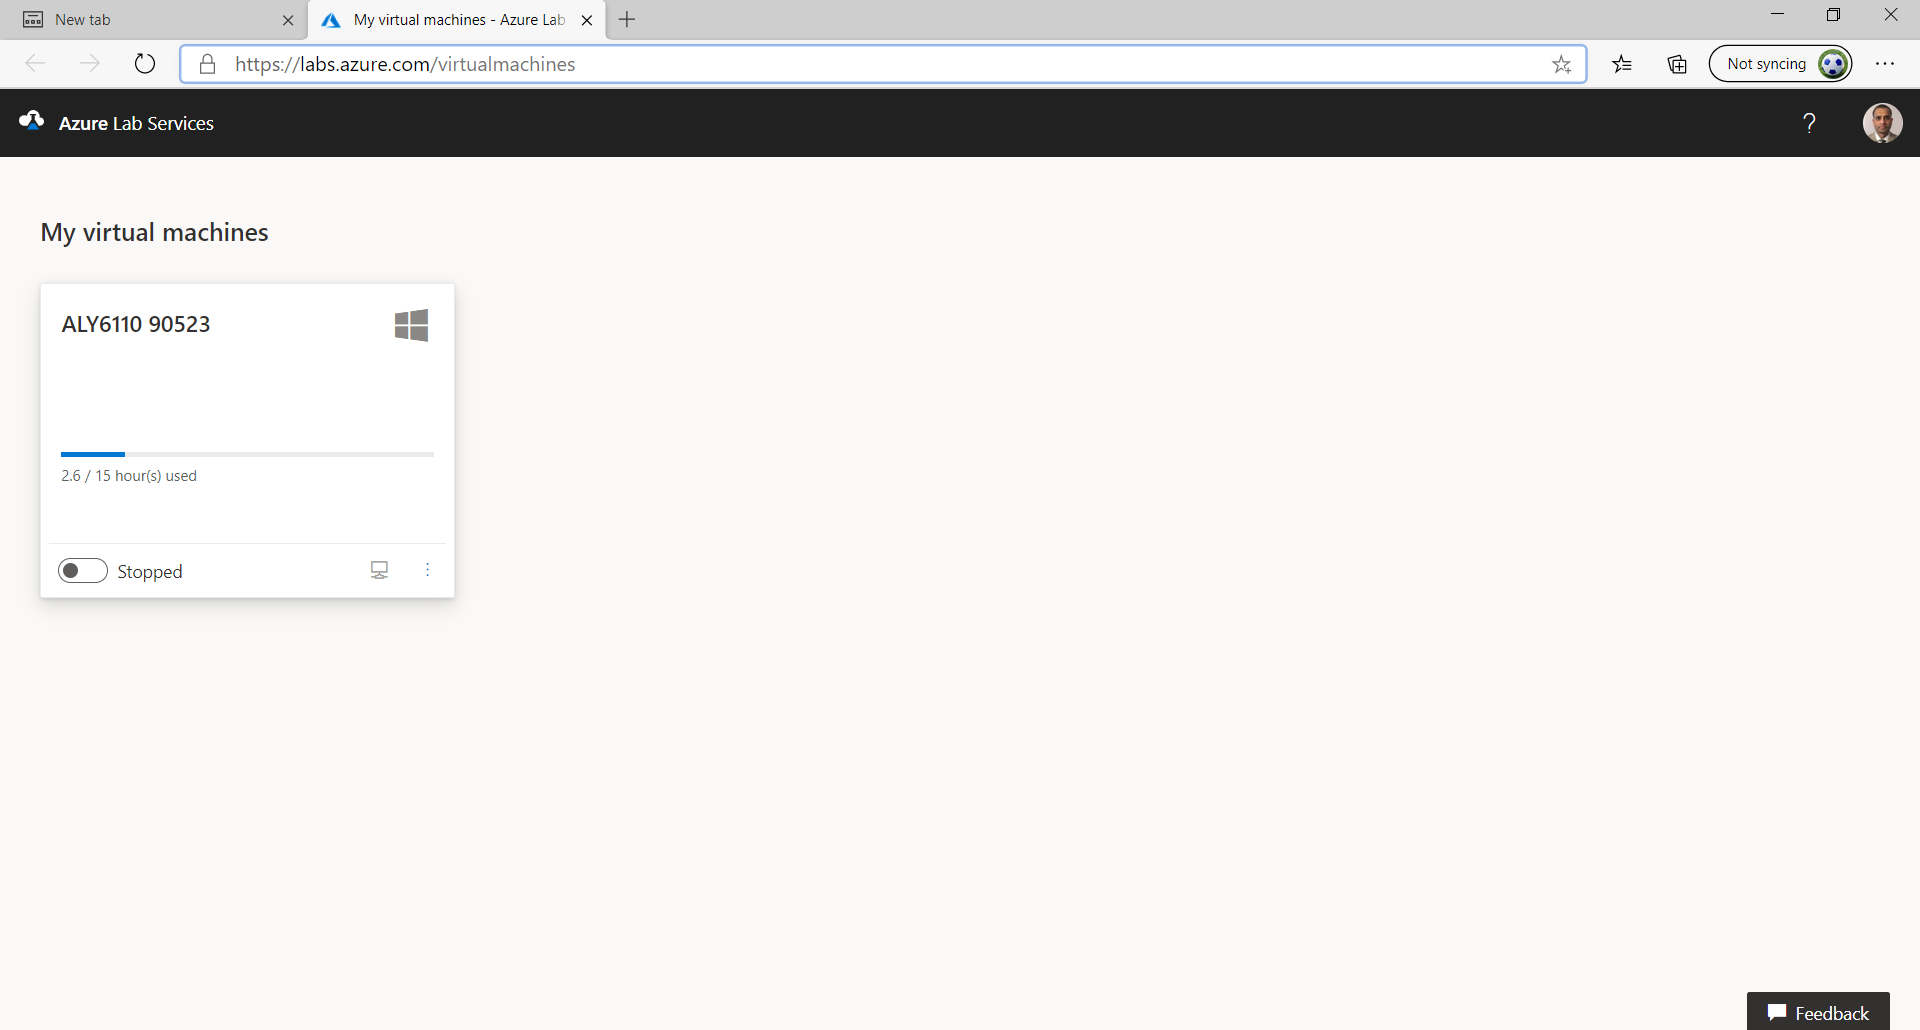 New tab
My virtual machines - Azure Lab
https://labs.azure.com/virtualmachines
Not syncing
Azure Lab Services
?
My virtual machines
ALY6110 90523
2.6 / 15 hour(s) used
Stopped
Feedback